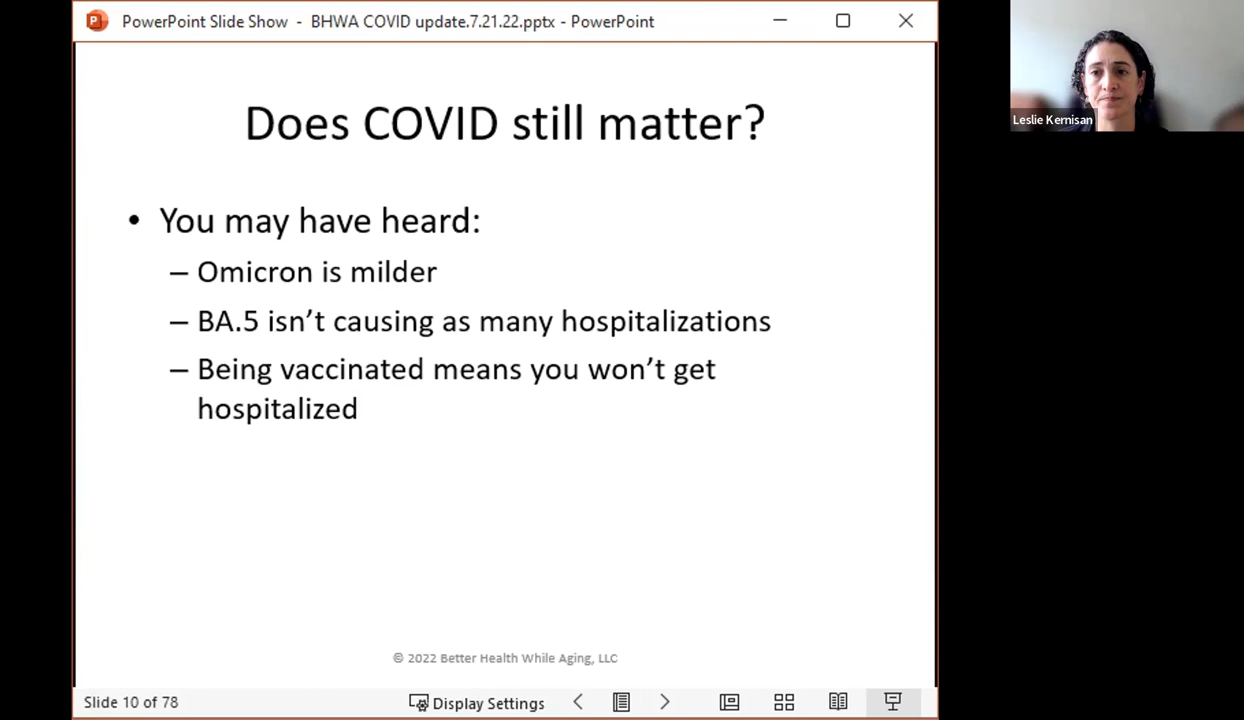 PowerPoint Slide Show - BHWA COVID update.7.21.22.pptx - PowerPoint
Leslie Kernisan
Does COVID still matter?
• You may have heard:
– Omicron is milder
– BA.5 isn’t causing as many hospitalizations
– Being vaccinated means you won’t get
hospitalized
© 2022 Better Health While Aging, LLC
Slide 10 of 78
Display Settings